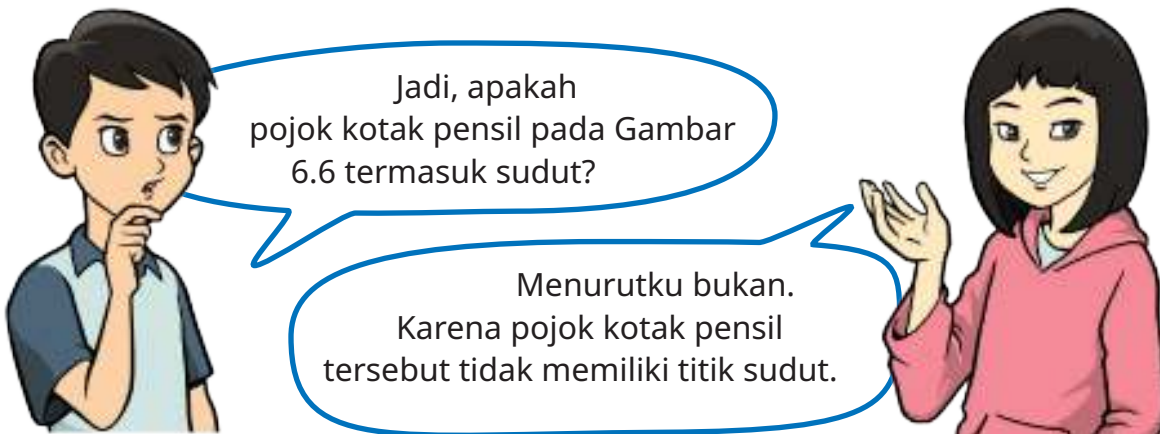 Jadi, apakah
pojok kotak pensil pada Gambar
6.6 termasuk sudut?
Menurutku bukan.
Karena pojok kotak pensil
tersebut tidak memiliki titik sudut.